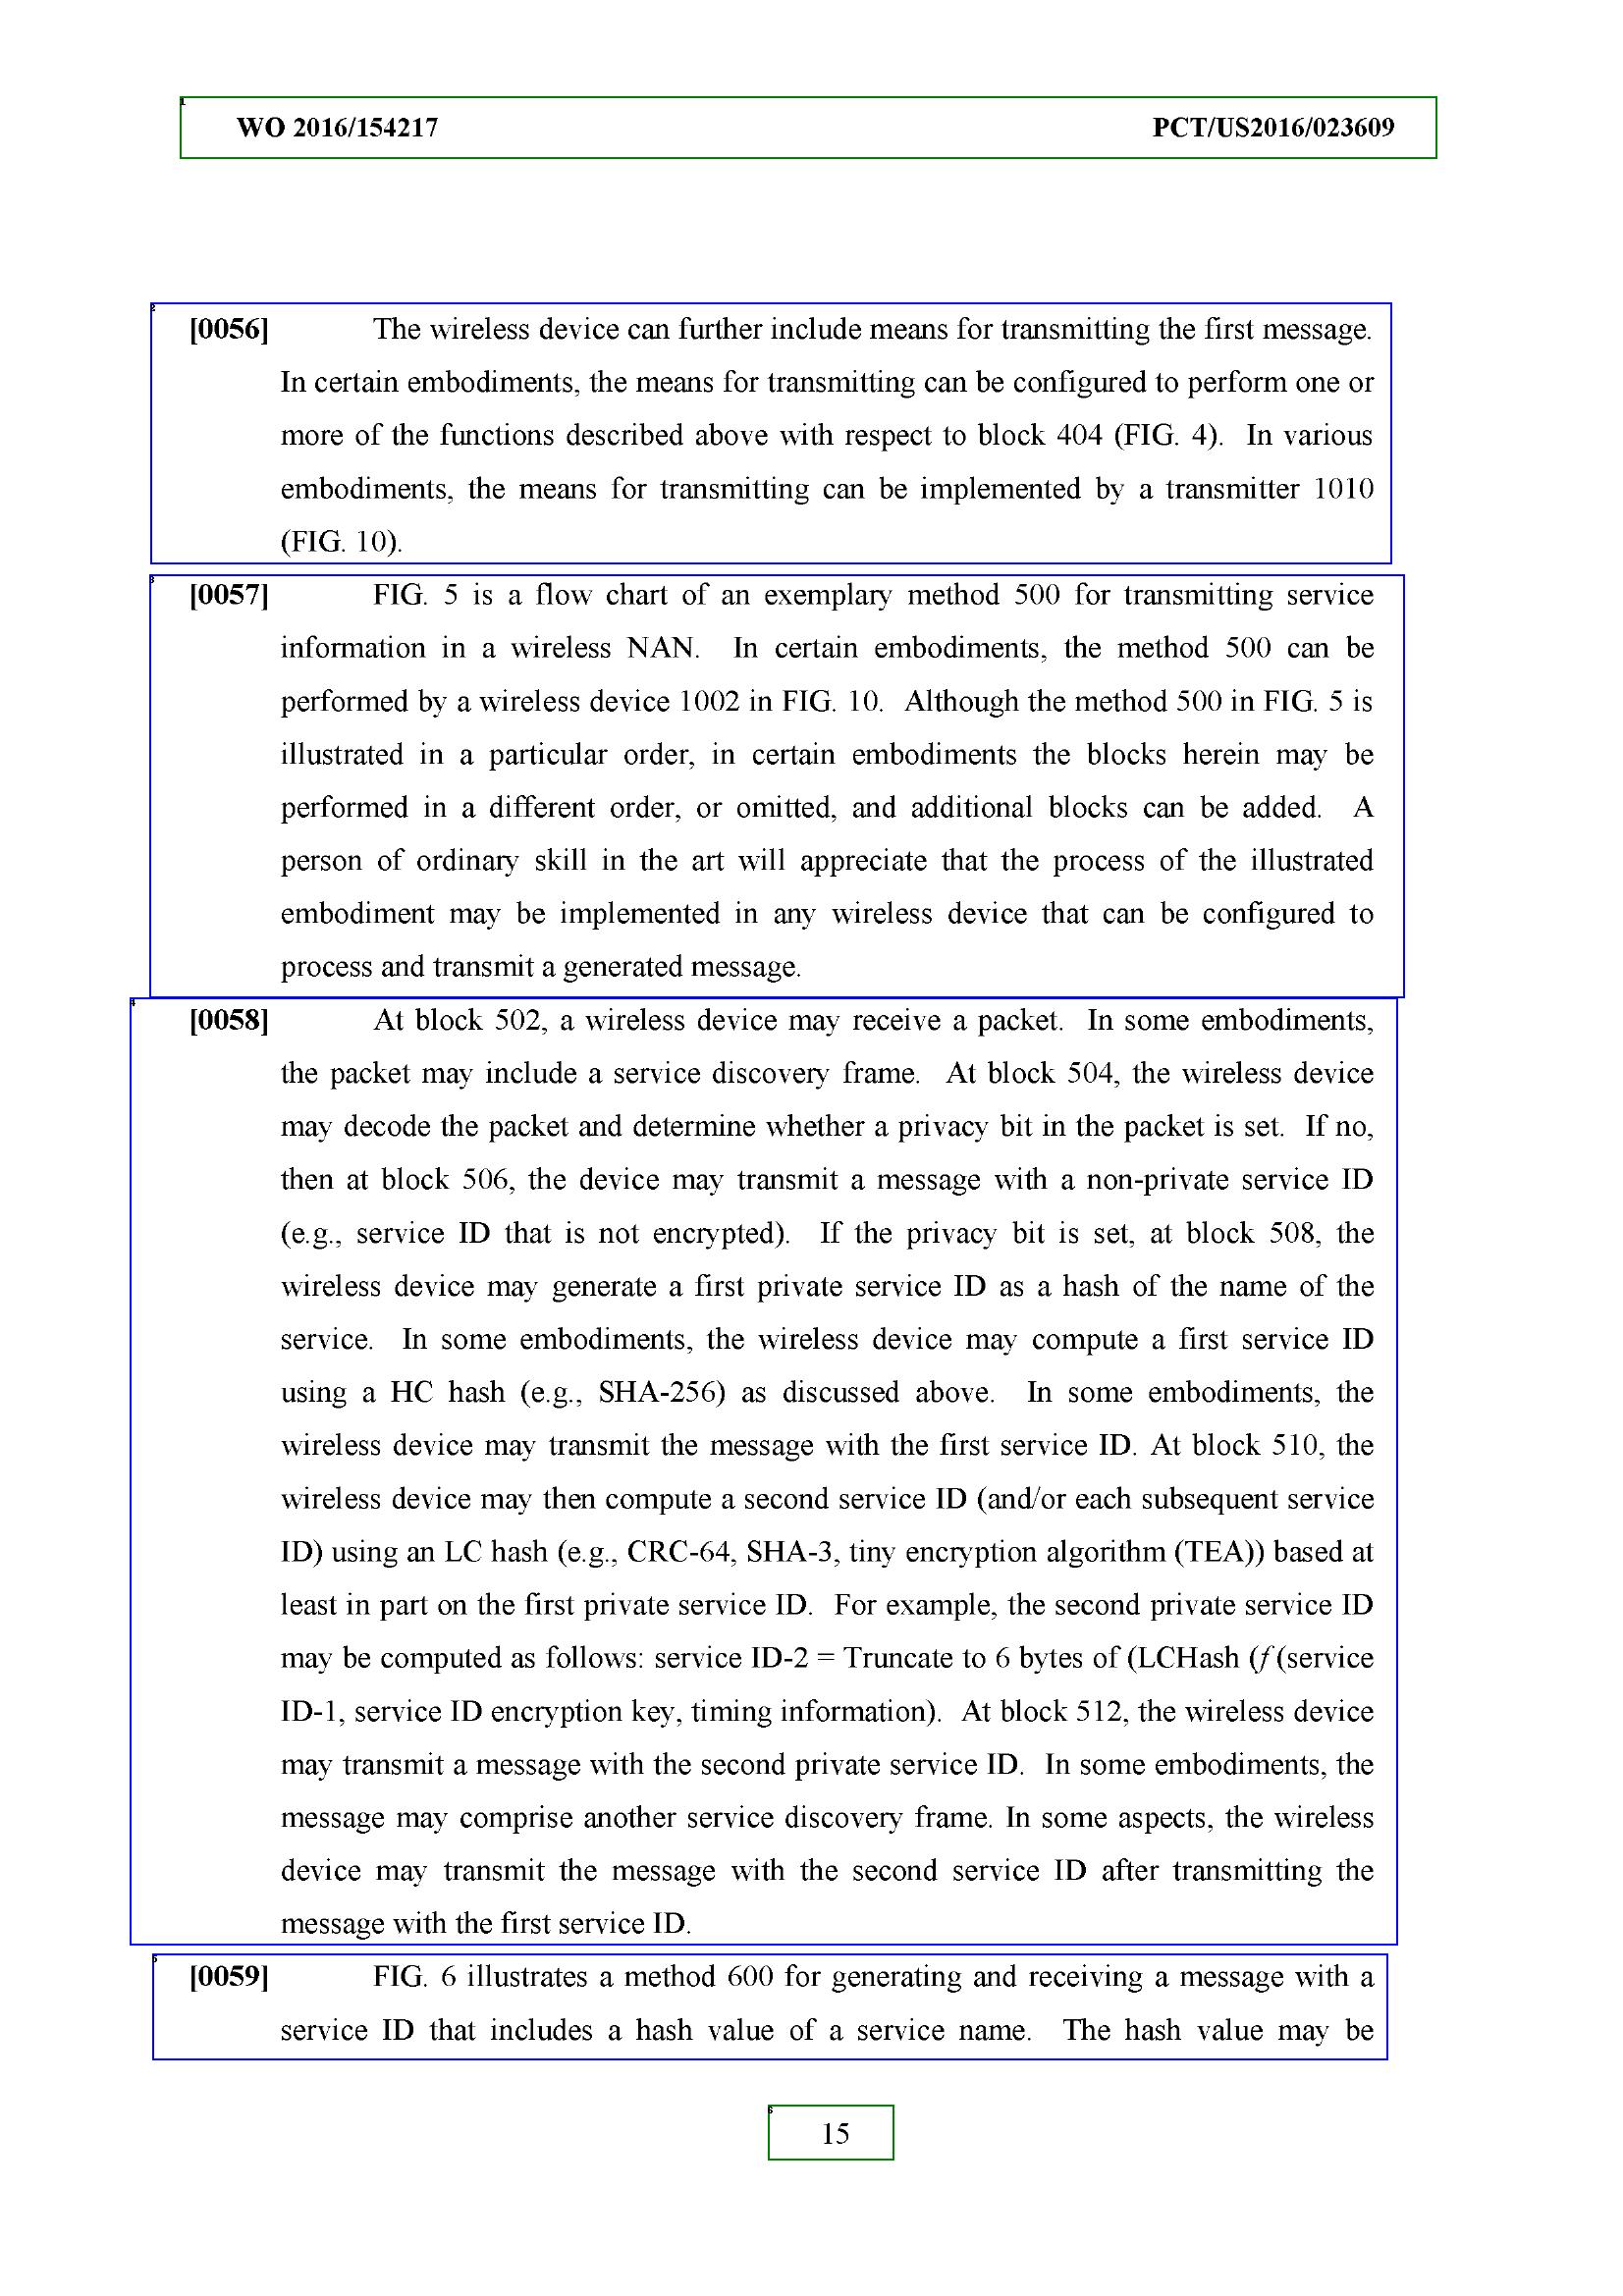 WO 2016/154217 PCT/US2016/023609
[0056] The wireless device can further include means for transmitting the first message.
In certain embodiments, the means for transmitting can be configured to perform one or
more of the functions described above with respect to block 404 (FIG. 4). In various
embodiments, the means for transmitting can be implemented by a transmitter 1010
(FIG. 10).
[0057] FIG. 5 is a flow chart of an exemplary method 500 for transmitting service
information in a wireless NAN. In certain embodiments, the method 500 can be
performed by a wireless device 1002 in FIG. 10. Although the method 500 in FIG. 5 is
illustrated in a particular order, in certain embodiments the blocks herein may be
performed in a different order, or omitted, and additional blocks can be added. A
person of ordinary skill in the art will appreciate that the process of the illustrated
embodiment may be implemented in any wireless device that can be configured to
process and transmit a generated message.
[0058] At block 502, a wireless device may receive a packet. In some embodiments,
the packet may include a service discovery frame. At block 504, the wireless device
may decode the packet and determine whether a privacy bit in the packet is set. If no,
then at block 506, the device may transmit a message with a non-private service ID
(e.g., service ID that is not encrypted). If the privacy bit is set, at block 508, the
wireless device may generate a first private service ID as a hash of the name of the
service. In some embodiments, the wireless device may compute a first service ID
using a HC hash (e.g., SHA-256) as discussed above. In some embodiments, the
wireless device may transmit the message with the first service ID. At block 510, the
wireless device may then compute a second service ID (and/or each subsequent service
ID) using an LC hash (e.g., CRC-64, SHA-3, tiny encryption algorithm (TEA)) based at
least in part on the first private service ID. For example, the second private service ID
may be computed as follows: service ID-2 = Truncate to 6 bytes of (LCHash (f (service
ID-1, service ID encryption key, timing information). At block 512, the wireless device
may transmit a message with the second private service ID. In some embodiments, the
message may comprise another service discovery frame. In some aspects, the wireless
device may transmit the message with the second service ID after transmitting the
message with the first service ID.
[0059] FIG. 6 illustrates a method 600 for generating and receiving a message with a
service ID that includes a hash value of a service name. The hash value may be
15